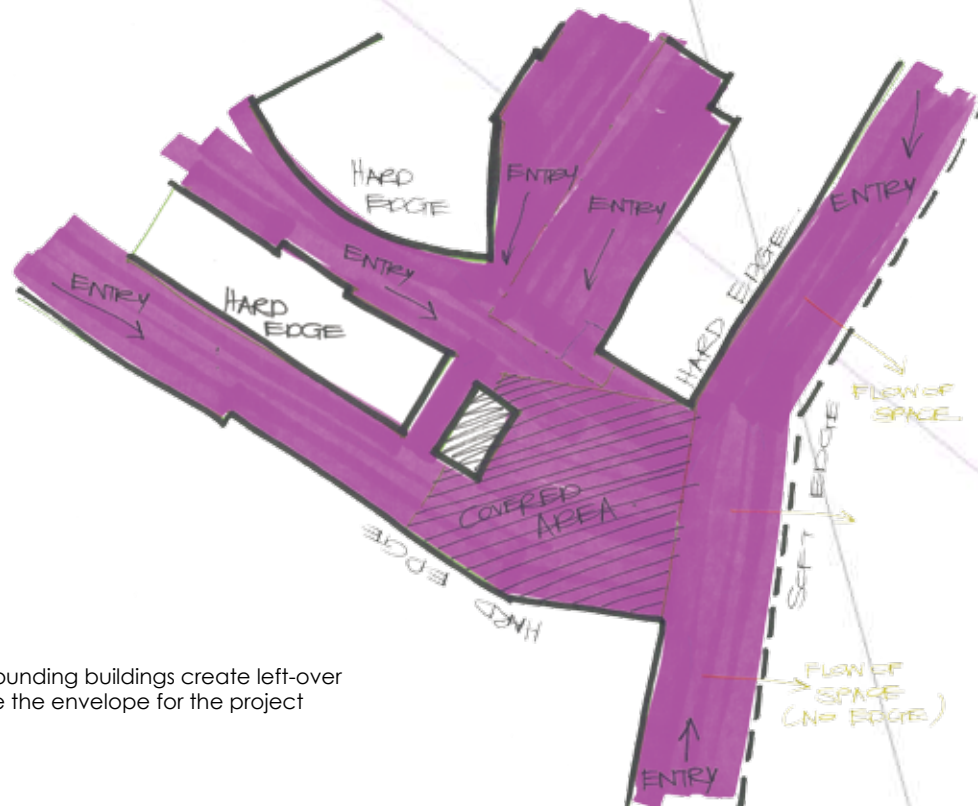 HARD
EDGE
ENTRY
ENTRY
ENTRY
ENTRY
ENTRY
HARD
EDGE
HARD EDGE
FLOW OF
SPACE
SOFT EDGE
COVERED
AREA
HARD EDGE
ounding buildings create left-over
e the envelope for the project
FLOW OF
SPACE
(NO EDGE)
ENTRY